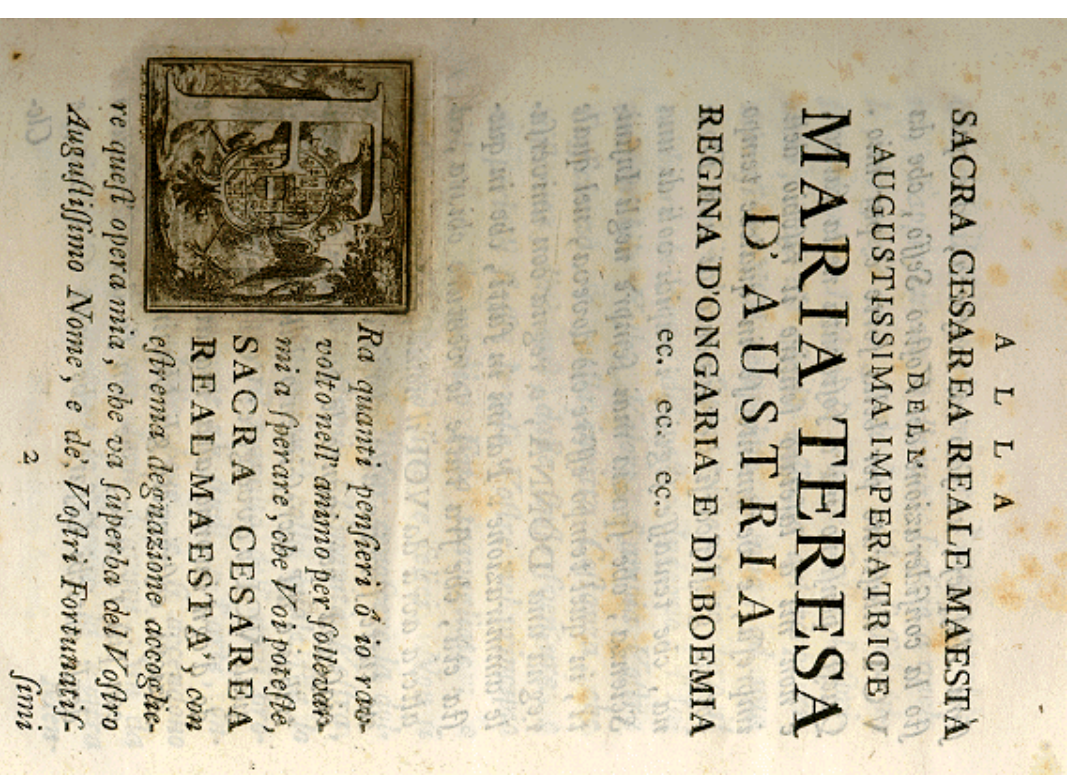 ALLA
SACRA CESAREA REALE MAESTÀ
DELL'
AUGUSTISSIMA IMPERATRICE
MARIA TERESA
D'AUSTRIA
REGINA D'ONGARIA E DI BOEMIA
ec. ec. ec.
FRa quanti penſieri ò io rav-
volto nell'animo per ſollevar-
mi a ſperare, che Voi poteſte,
SACRA CESAREA
REAL MAESTA', con
eſtrema degnazione accoglie-
re queſt' opera mia, che va ſuperba del Voſtro
Auguſtiſſimo Nome, e de' Voſtri Fortunatiſ-
2 ſimi